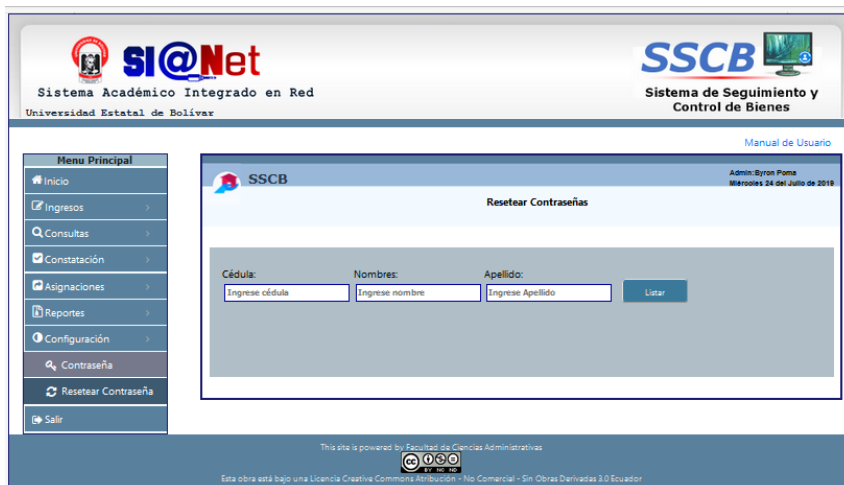 SI@Net
Sistema Académico Integrado en Red
Universidad Estatal de Bolívar
SSCB
Sistema de Seguimiento y
Control de Bienes
Manual de Usuario
Menu Principal
Inicio
Ingresos
Consultas
Constatación
Asignaciones
Reportes
Configuración
Contraseña
Resetear Contraseña
Salir
SSCB
Admin:Byron Poma
Miércoles 24 del Julio de 2019
Resetear Contraseñas
Cédula:
Nombres:
Apellido:
Ingrese cédula
Ingrese nombre
Ingrese Apellido
Listar
This site is powered by Facultad de Ciencias Administrativas
cc
BY NC ND
Esta obra está bajo una Licencia Creative Commons Atribución - No Comercial - Sin Obras Derivadas 3.0 Ecuador